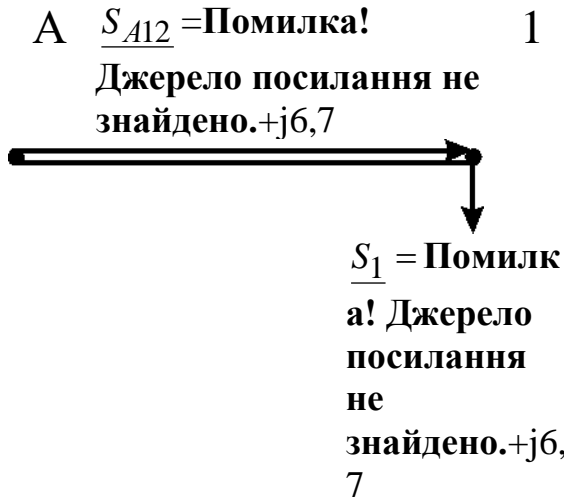 A S_A12 =Помилка! 1
Джерело посилання не
знайдено.+j6,7
S_1 = Помилк
а! Джерело
посилання
не
знайдено.+j6,
7